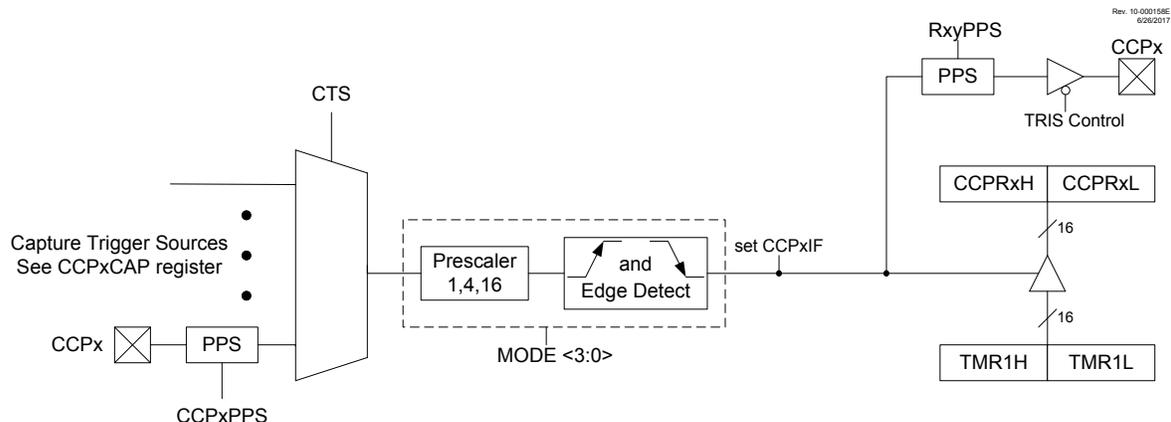 Rev. 10-000158E
6/26/2017
RxyPPS
CCPx
PPS
TRIS Control
CTS
CCPRxH
CCPRxL
16
Capture Trigger Sources
See CCPxCAP register
Prescaler
1,4,16
and
Edge Detect
set CCPxIF
16
CCPx
PPS
MODE <3:0>
TMR1H
TMR1L
CCPxPPS